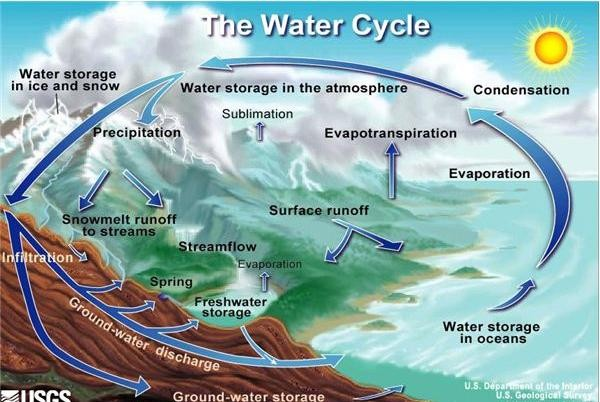 The Water Cycle
Water storage
in ice and snow
Water storage in the atmosphere
Condensation
Sublimation
Precipitation
Evapotranspiration
Evaporation
Snowmelt runoff
to streams
Surface runoff
Streamflow
Infiltration
Evaporation
Spring
Freshwater
storage
Ground-water discharge
Water storage
in oceans
Ground-water storage
U.S. Department of the Interior
U.S. Geological Survey
USGS